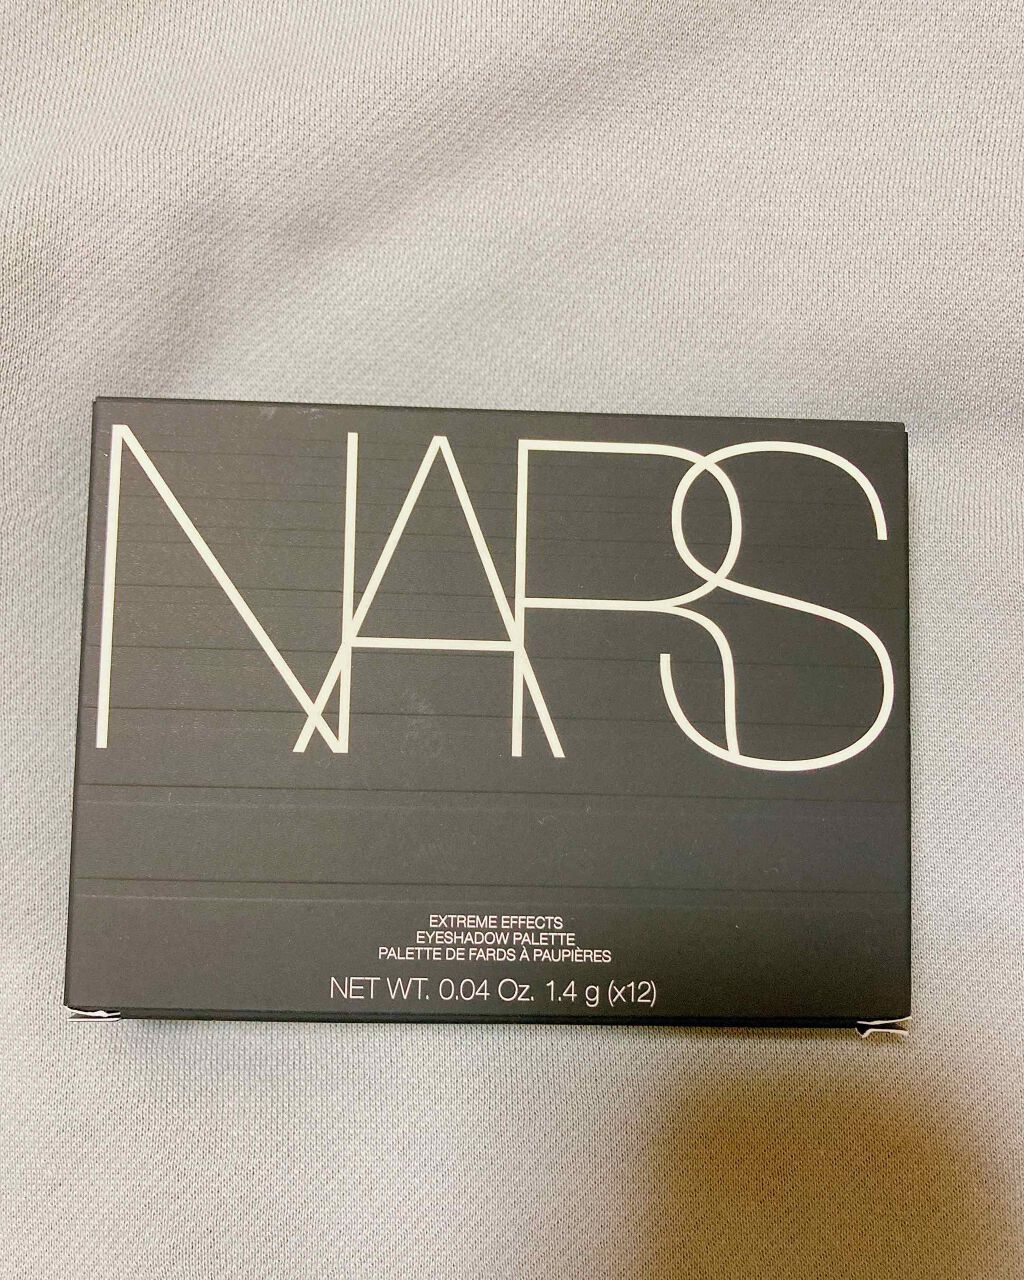 NARS
EXTREME EFFECTS
EYESHADOW PALETTE
PALETTE DE FARDS À PAUPIÈRES
NET WT. 0.04 Oz. 1.4 g (x12)